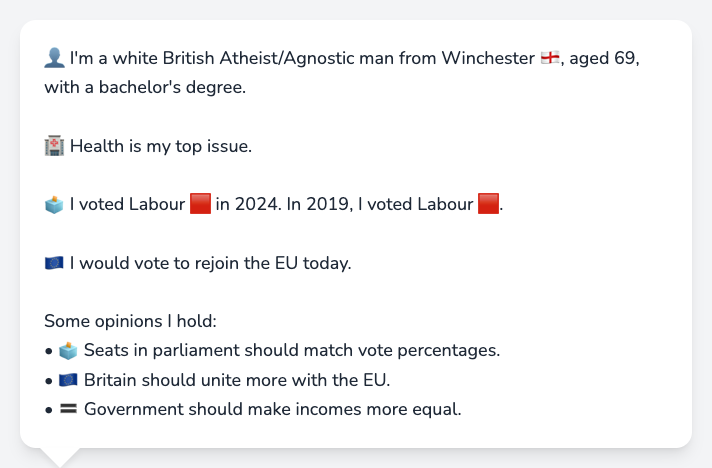 👤 I'm a white British Atheist/Agnostic man from Winchester 🏴󠁧󠁢󠁥󠁮󠁧󠁿, aged 69,
with a bachelor's degree.
🏥 Health is my top issue.
🗳️ I voted Labour 🟥 in 2024. In 2019, I voted Labour 🟥.
🇪🇺 I would vote to rejoin the EU today.
Some opinions I hold:
• 🗳️ Seats in parliament should match vote percentages.
• 🇪🇺 Britain should unite more with the EU.
• 🟰 Government should make incomes more equal.